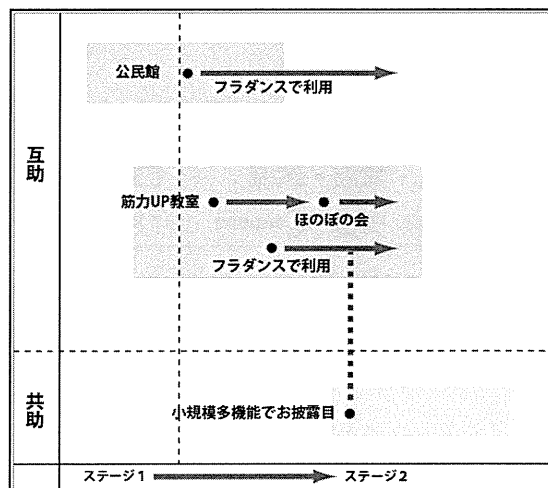 互助
公民館
フラダンスで利用
筋力UP教室
ほのぼの会
フラダンスで利用
共助
小規模多機能でお披露目
ステージ1
ステージ2